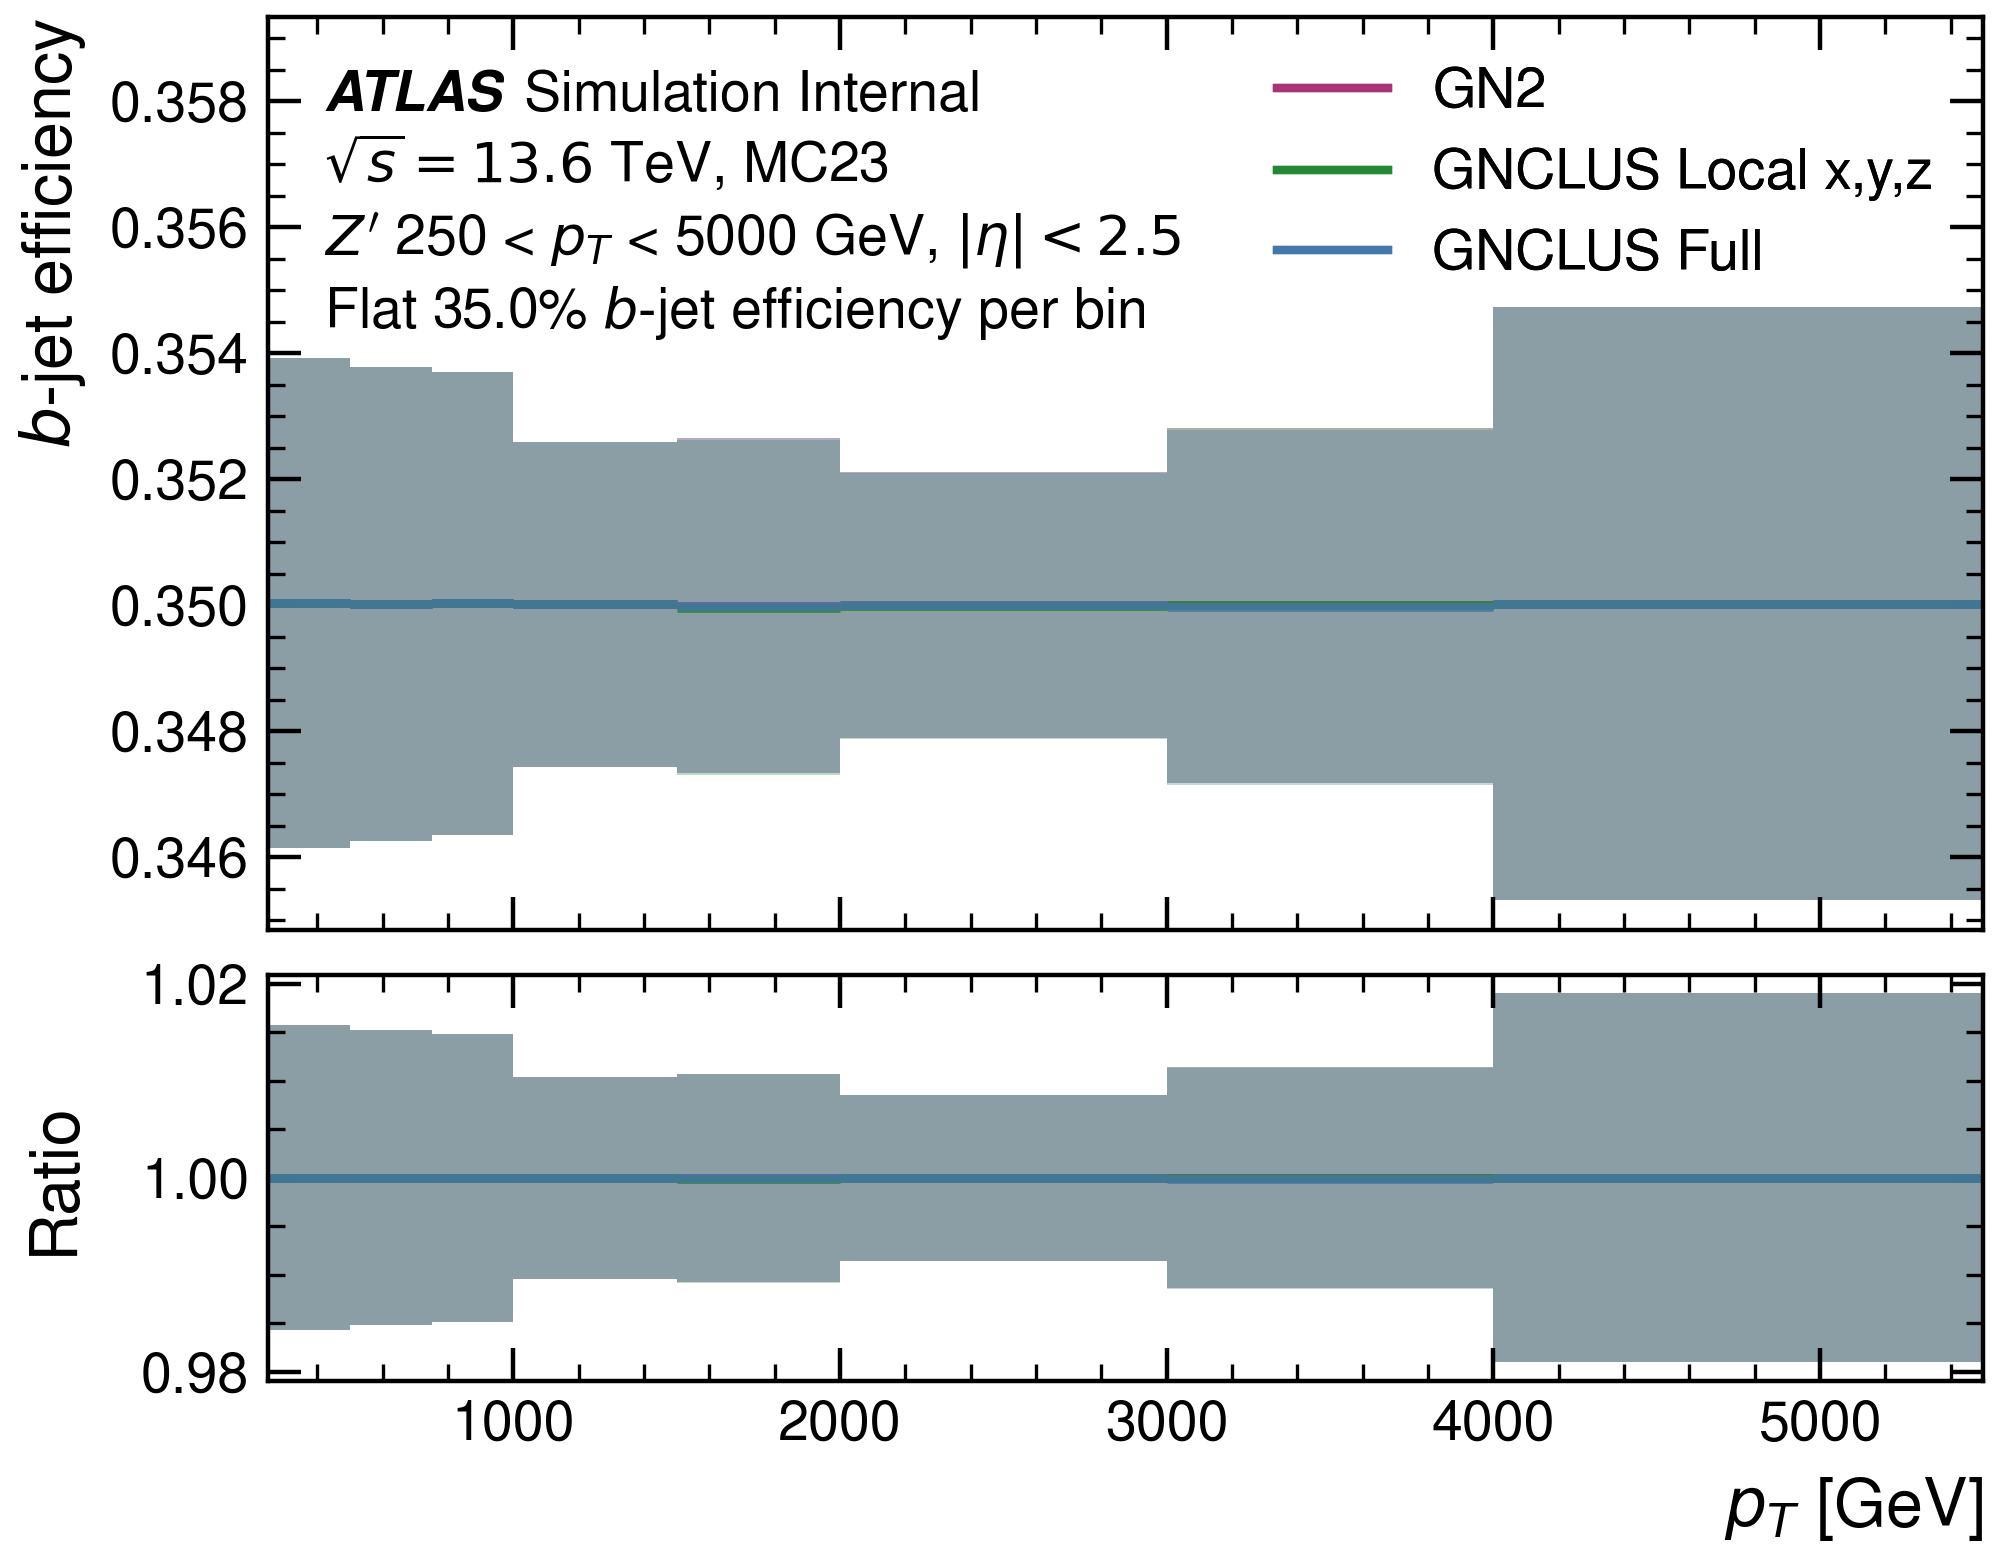 b-jet efficiency
0.358
0.356
0.354
0.352
0.350
0.348
0.346
ATLAS Simulation Internal
√s = 13.6 TeV, MC23
Z′ 250 < pT < 5000 GeV, |η| < 2.5
Flat 35.0% b-jet efficiency per bin
GN2
GNCLUS Local x,y,z
GNCLUS Full
Ratio
1.02
1.00
0.98
1000 2000 3000 4000 5000
pT [GeV]